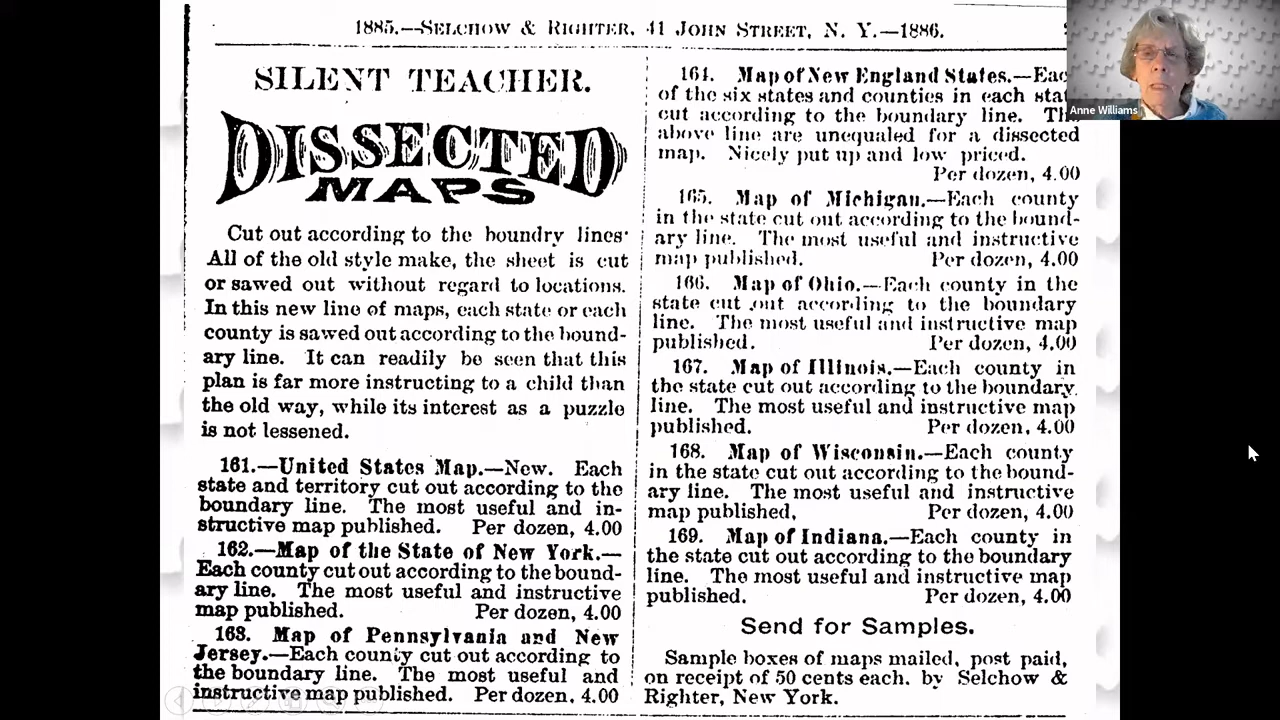 1885.—SELCHOW & RIGHTER, 41 JOHN STREET, N. Y.—1886.
SILENT TEACHER.
DISSECTED
MAPS
Cut out according to the boundry lines·
All of the old style make, the sheet is cut
or sawed out without regard to locations.
In this new line of maps, each state or each
county is sawed out according to the bound-
ary line. It can readily be seen that this
plan is far more instructing to a child than
the old way, while its interest as a puzzle
is not lessened.
161.—United States Map.—New. Each
state and territory cut out according to the
boundary line. The most useful and in-
structive map published. Per dozen, 4.00
162.—Map of the State of New York.—
Each county cut out according to the bound-
ary line. The most useful and instructive
map published. Per dozen, 4.00
163. Map of Pennsylvania and New
Jersey.—Each county cut out according to
the boundary line. The most useful and
instructive map published. Per dozen, 4.00
164. Map of New England States.—Eac
of the six states and counties in each stat
cut according to the boundary line. Th
above line are unequaled for a dissected
map. Nicely put up and low priced.
Per dozen, 4.00
165. Map of Michigan.—Each county
in the state cut out according to the bound-
ary line. The most useful and instructive
map published. Per dozen, 4.00
166. Map of Ohio.—Each county in the
state cut out according to the boundary
line. The most useful and instructive map
published. Per dozen, 4,00
167. Map of Illinois.—Each county in
the state cut out according to the boundary
line. The most useful and instructive map
published. Per dozen, 4.00
168. Map of Wisconsin.—Each county
in the state cut out according to the bound-
ary line. The most useful and instructive
map published, Per dozen, 4.00
169. Map of Indiana.—Each county in
the state cut out according to the boundary
line. The most useful and instructive map
published. Per dozen, 4.00
Send for Samples.
Sample boxes of maps mailed, post paid,
on receipt of 50 cents each. by Selchow &
Righter, New York.
Anne Williams